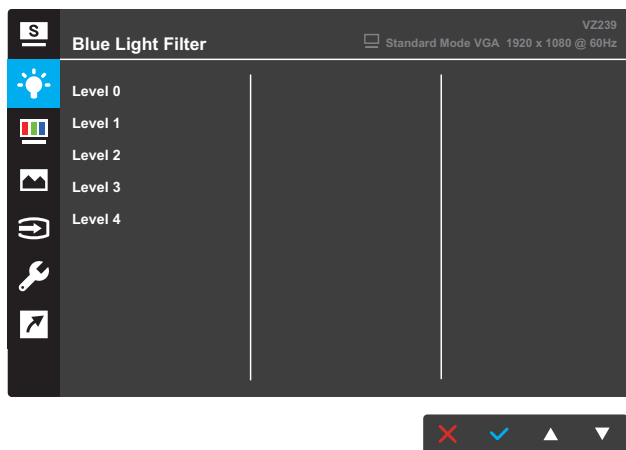 S
VZ239
Blue Light Filter
Standard Mode VGA 1920 x 1080 @ 60Hz
Level 0
Level 1
Level 2
Level 3
Level 4